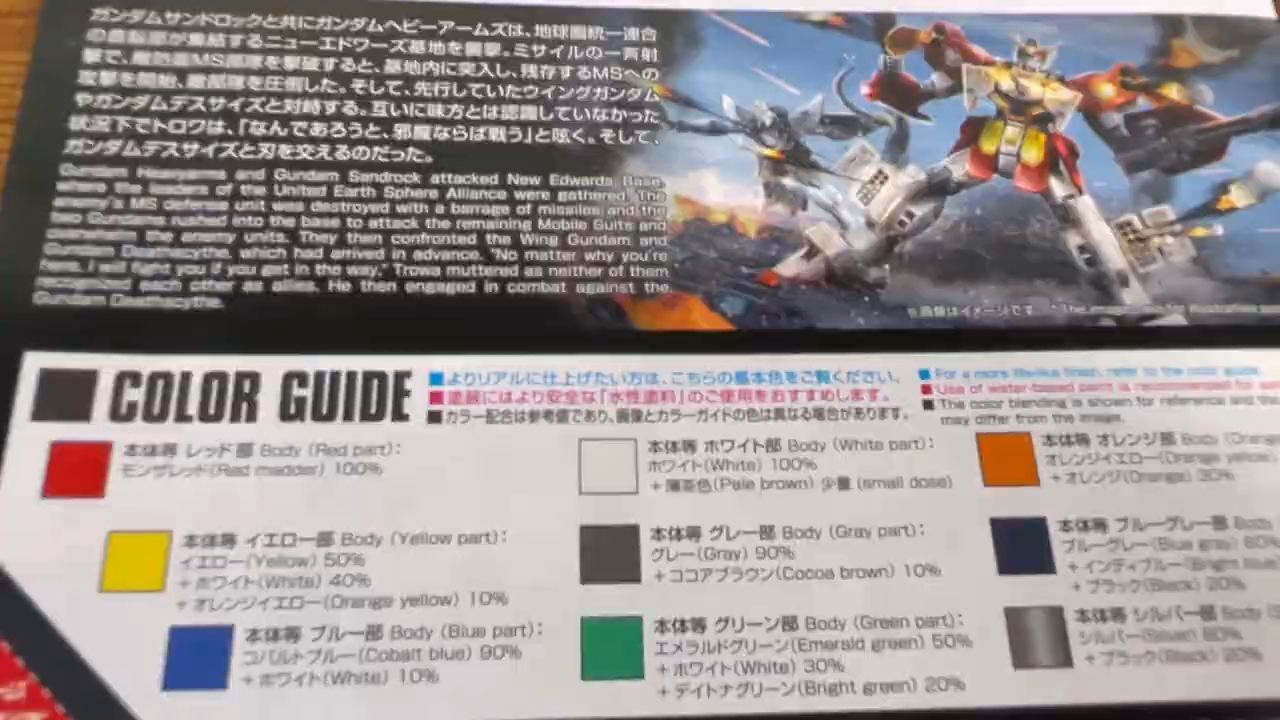 ガンダムサンドロックと共にガンダムヘビーアームズは、地球圏統一連合
の首脳部が集結するニューエドワーズ基地を襲撃。ミサイルの一斉射
撃で、敵防衛MS部隊を撃破すると、基地内に突入し、残存するMSへの
攻撃を開始、敵部隊を圧倒した。そして、先行していたウイングガンダム
やガンダムデスサイズと対峙する。互いに味方とは認識していなかった
状況下でトロワは、「なんであろうと、邪魔ならば戦う」と呟く。そして、
ガンダムデスサイズと刃を交えるのだった。
Gundam Heavyarms and Gundam Sandrock attacked New Edwards Base,
where the leaders of the United Earth Sphere Alliance were gathered. The
enemy's MS defense unit was destroyed with a barrage of missiles and the
two Gundams rushed into the base to attack the remaining Mobile Suits and
the enemy units. They then confronted the Wing Gundam and
Gundam Deathscythe, which had arrived in advance. "No matter why you're
here, I will fight you if you get in the way," Trowa muttered as neither of them
recognized each other as allies. He then engaged in combat against the
Gundam Deathscythe.
※画像はイメージです。 * The image is for illustration
COLOR GUIDE
■よりリアルに仕上げたい方は、こちらの基本色をご覧ください。
■塗装にはより安全な「水性塗料」のご使用をおすすめします。
■カラー配合は参考値であり、画像とカラーガイドの色は異なる場合があります。
■For a more life-like finish, refer to the color guide.
■Use of water-based paint is recommended for
■The color blending is shown for reference and the
may differ from the image.
本体等 レッド部 Body (Red part):
モンザレッド(Red madder) 100%
本体等 イエロー部 Body (Yellow part):
イエロー(Yellow) 50%
+ホワイト(White) 40%
+オレンジイエロー(Orange yellow) 10%
本体等 ブルー部 Body (Blue part):
コバルトブルー(Cobalt blue) 90%
+ホワイト(White) 10%
本体等 ホワイト部 Body (White part):
ホワイト(White) 100%
+薄茶色(Pale brown) 少量 (small dose)
本体等 グレー部 Body (Gray part):
グレー(Gray) 90%
+ココアブラウン(Cocoa brown) 10%
本体等 グリーン部 Body (Green part):
エメラルドグリーン(Emerald green) 50%
+ホワイト(White) 30%
+デイトナグリーン(Bright green) 20%
本体等 オレンジ部 Body (Orange
オレンジイエロー(Orange yellow)
+オレンジ(Orange) 30%
本体等 ブルーグレー部 Body
ブルーグレー(Blue gray) 60%
+インディブルー(Bright blue)
+ブラック(Black) 20%
本体等 シルバー部 Body
シルバー(Silver) 80%
+ブラック(Black) 20%